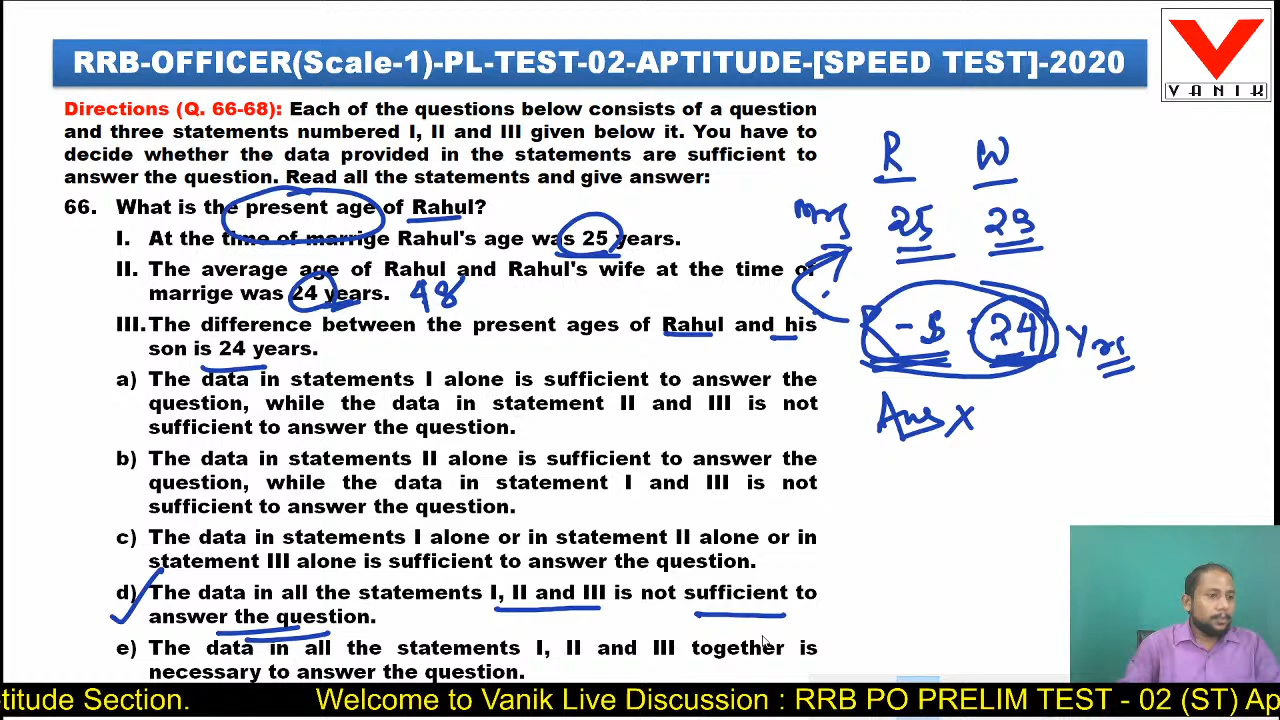 RRB-OFFICER(Scale-1)-PL-TEST-02-APTITUDE-[SPEED TEST]-2020
VANIK
Directions (Q. 66-68): Each of the questions below consists of a question
and three statements numbered I, II and III given below it. You have to
decide whether the data provided in the statements are sufficient to
answer the question. Read all the statements and give answer:
66. What is the present age of Rahul?
I. At the time of marrige Rahul's age was 25 years.
II. The average age of Rahul and Rahul's wife at the time of
marrige was 24 years. 48
III. The difference between the present ages of Rahul and his
son is 24 years.
a) The data in statements I alone is sufficient to answer the
question, while the data in statement II and III is not
sufficient to answer the question.
b) The data in statements II alone is sufficient to answer the
question, while the data in statement I and III is not
sufficient to answer the question.
c) The data in statements I alone or in statement II alone or in
statement III alone is sufficient to answer the question.
d) The data in all the statements I, II and III is not sufficient to
answer the question.
e) The data in all the statements I, II and III together is
necessary to answer the question.
R W
25 23
?
R - S 24 Yrs
Ans X
titude Section. Welcome to Vanik Live Discussion : RRB PO PRELIM TEST - 02 (ST) Ap